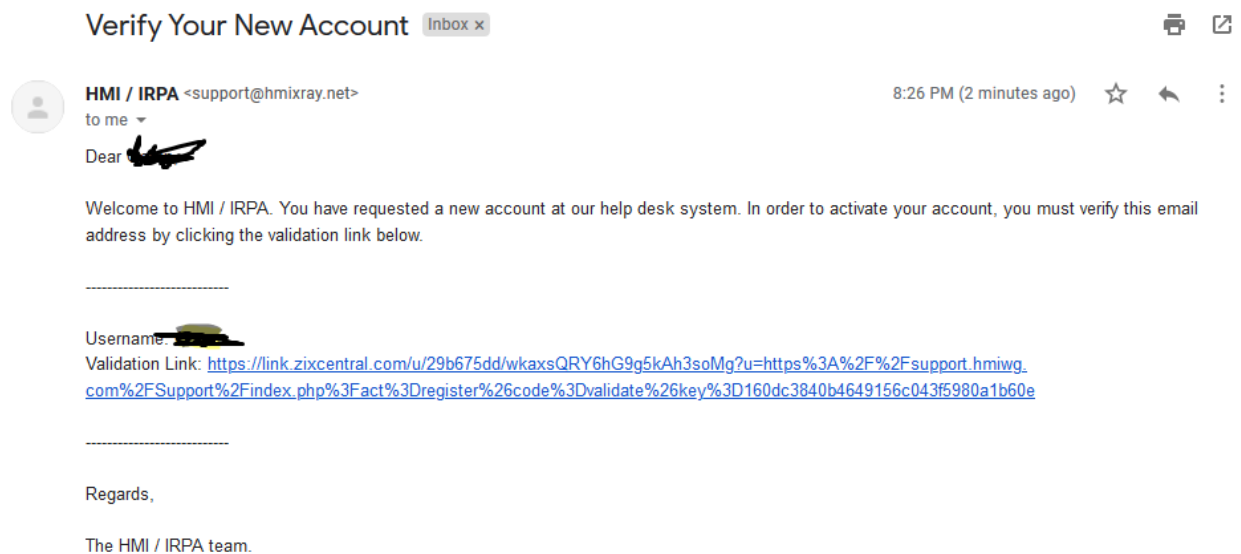 Verify Your New Account Inbox x
HMI / IRPA <support@hmixray.net> 8:26 PM (2 minutes ago)
to me
Dear
Welcome to HMI / IRPA. You have requested a new account at our help desk system. In order to activate your account, you must verify this email
address by clicking the validation link below.
----------------------------
Username:
Validation Link: https://link.zixcentral.com/u/29b675dd/wkaxsQRY6hG9g5kAh3soMg?u=https%3A%2F%2Fsupport.hmiwg.
com%2FSupport%2Findex.php%3Fact%3Dregister%26code%3Dvalidate%26key%3D160dc3840b4649156c043f5980a1b60e
----------------------------
Regards,
The HMI / IRPA team.